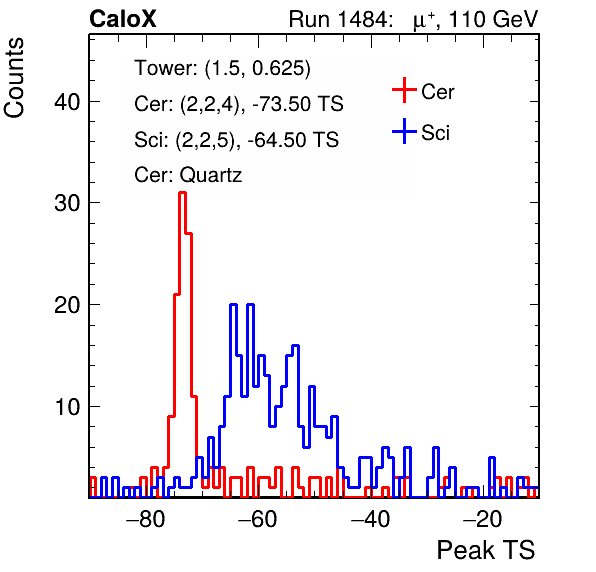 CaloX Run 1484: μ⁺, 110 GeV
Counts
Tower: (1.5, 0.625)
Cer: (2,2,4), -73.50 TS
Sci: (2,2,5), -64.50 TS
Cer: Quartz
Cer
Sci
40
30
20
10
−80 −60 −40 −20
Peak TS